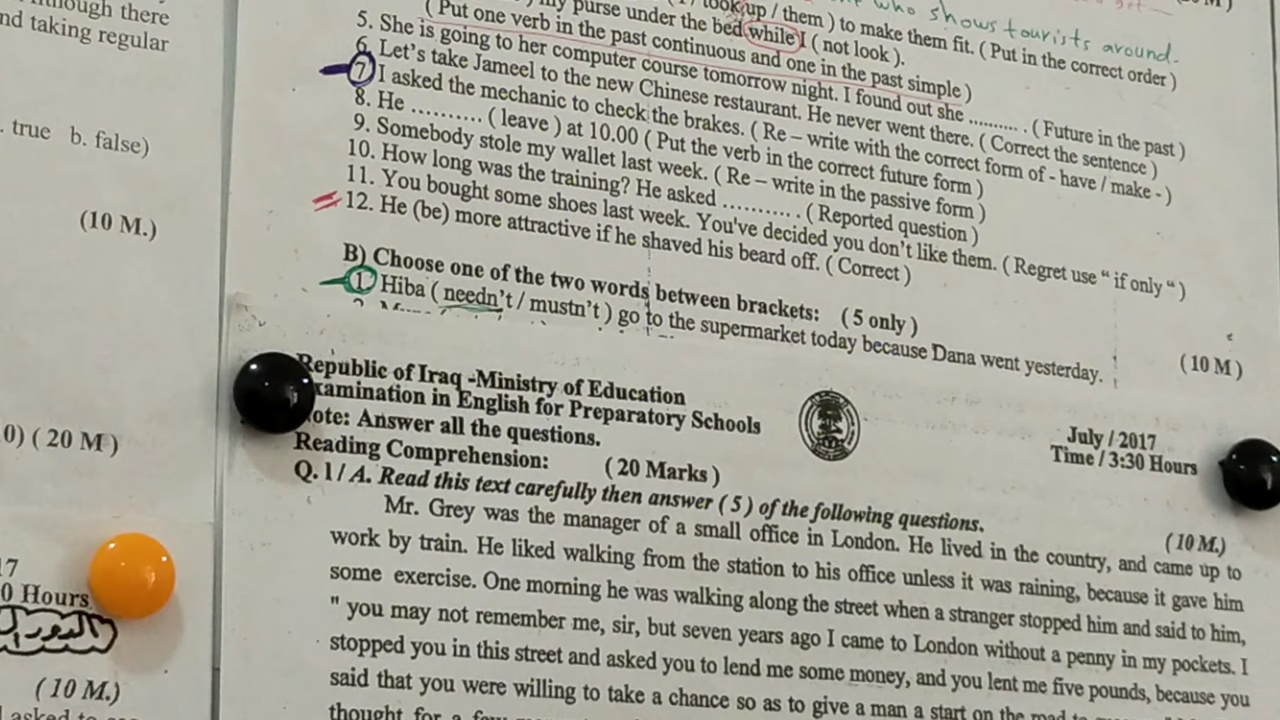 though there
nd taking regular
. true b. false)
(10 M.)
0) ( 20 M )
17
0 Hours
(10 M.)
who shows tourists around.
look up / them ) to make them fit. ( Put in the correct order )
my purse under the bed while I ( not look ).
( Put one verb in the past continuous and one in the past simple )
5. She is going to her computer course tomorrow night. I found out she .......... . ( Future in the past )
6. Let's take Jameel to the new Chinese restaurant. He never went there. ( Correct the sentence )
7. I asked the mechanic to check the brakes. ( Re – write with the correct form of - have / make - )
8. He .......... ( leave ) at 10.00 ( Put the verb in the correct future form )
9. Somebody stole my wallet last week. ( Re – write in the passive form )
10. How long was the training? He asked ........... . ( Reported question )
11. You bought some shoes last week. You've decided you don't like them. ( Regret use " if only " )
12. He (be) more attractive if he shaved his beard off. ( Correct )
B) Choose one of the two words between brackets: ( 5 only )
(10 M)
1. Hiba ( needn't / mustn't ) go to the supermarket today because Dana went yesterday.
Republic of Iraq -Ministry of Education
xamination in English for Preparatory Schools
July / 2017
ote: Answer all the questions.
Time / 3:30 Hours
Reading Comprehension: ( 20 Marks )
Q. 1 / A. Read this text carefully then answer ( 5 ) of the following questions.
(10 M.)
Mr. Grey was the manager of a small office in London. He lived in the country, and came up to
work by train. He liked walking from the station to his office unless it was raining, because it gave him
some exercise. One morning he was walking along the street when a stranger stopped him and said to him,
" you may not remember me, sir, but seven years ago I came to London without a penny in my pockets. I
stopped you in this street and asked you to lend me some money, and you lent me five pounds, because you
said that you were willing to take a chance so as to give a man a start on the road to
thought for a few